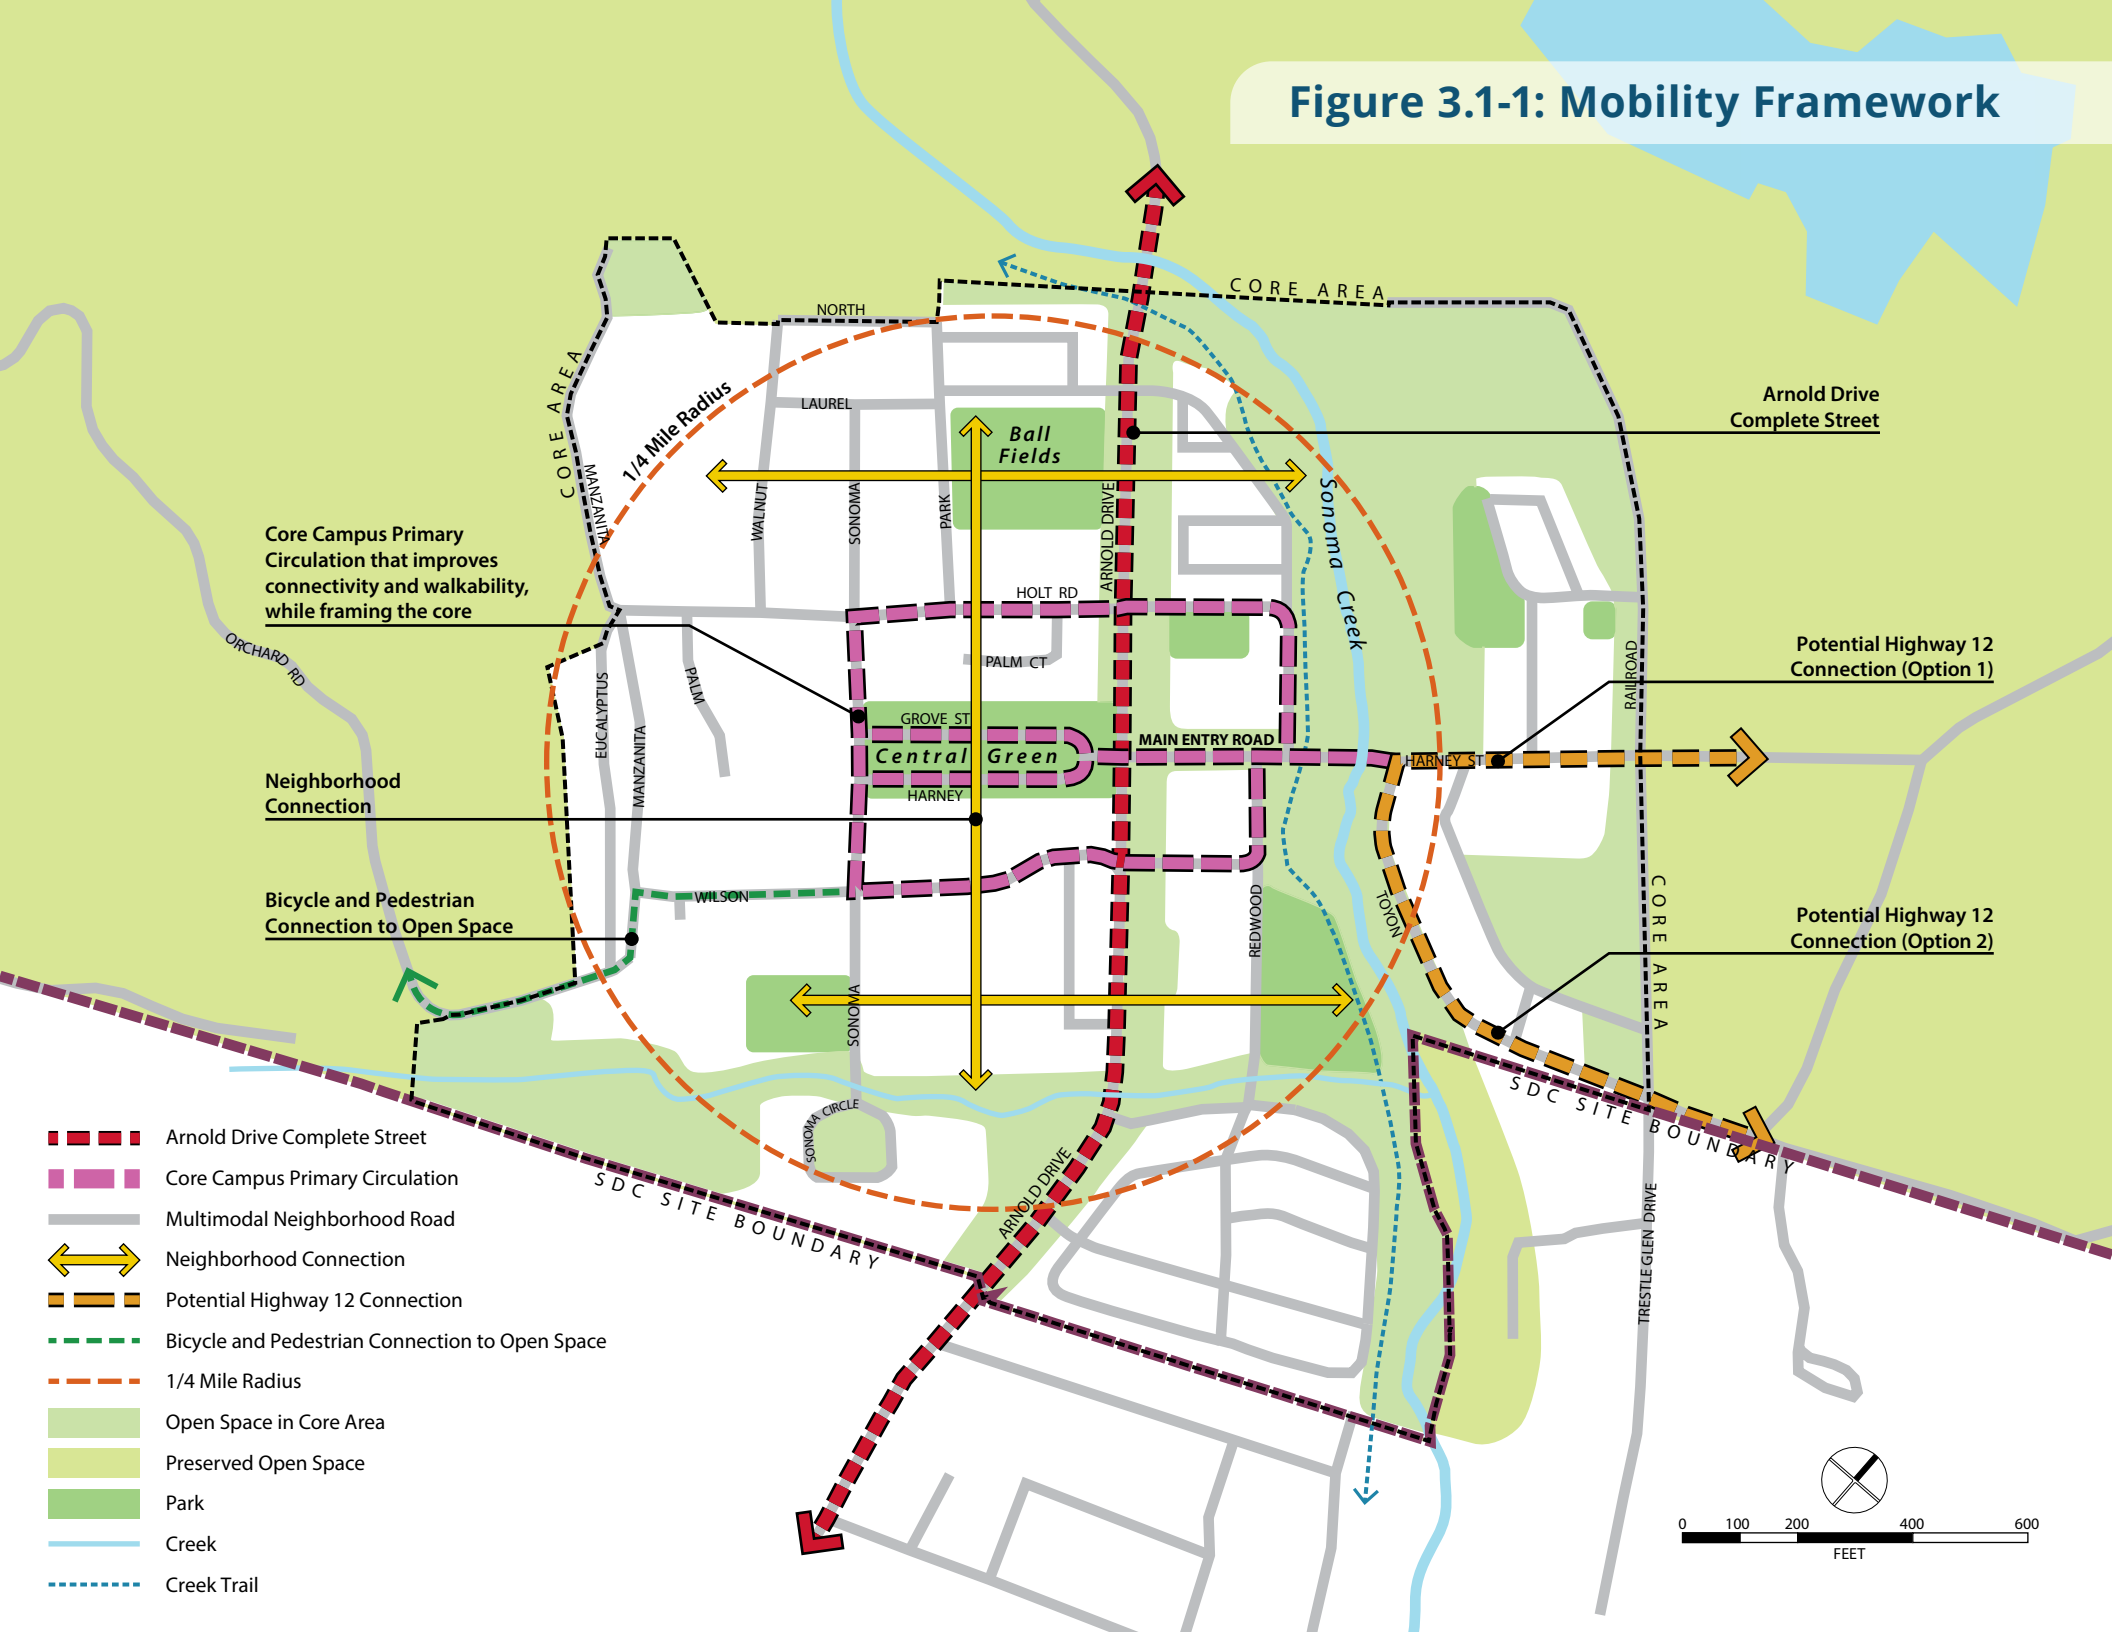 Figure 3.1-1: Mobility Framework
CORE AREA
NORTH
CORE AREA
1/4 Mile Radius
LAUREL
Ball
Fields
Arnold Drive
Complete Street
MANZANITA
WALNUT
SONOMA
PARK
ARNOLD DRIVE
Sonoma Creek
Core Campus Primary
Circulation that improves
connectivity and walkability,
while framing the core
HOLT RD
ORCHARD RD
PALM CT
PALM
EUCALYPTUS
MANZANITA
RAILROAD
Potential Highway 12
Connection (Option 1)
GROVE ST
Central Green
HARNEY
MAIN ENTRY ROAD
HARNEY ST
Neighborhood
Connection
Bicycle and Pedestrian
Connection to Open Space
WILSON
REDWOOD
TOYON
CORE AREA
Potential Highway 12
Connection (Option 2)
SONOMA
SDC SITE BOUNDARY
SONOMA CIRCLE
SDC SITE BOUNDARY
ARNOLD DRIVE
TRESTLE GLEN DRIVE
Arnold Drive Complete Street
Core Campus Primary Circulation
Multimodal Neighborhood Road
Neighborhood Connection
Potential Highway 12 Connection
Bicycle and Pedestrian Connection to Open Space
1/4 Mile Radius
Open Space in Core Area
Preserved Open Space
Park
Creek
Creek Trail
0 100 200 400 600
FEET